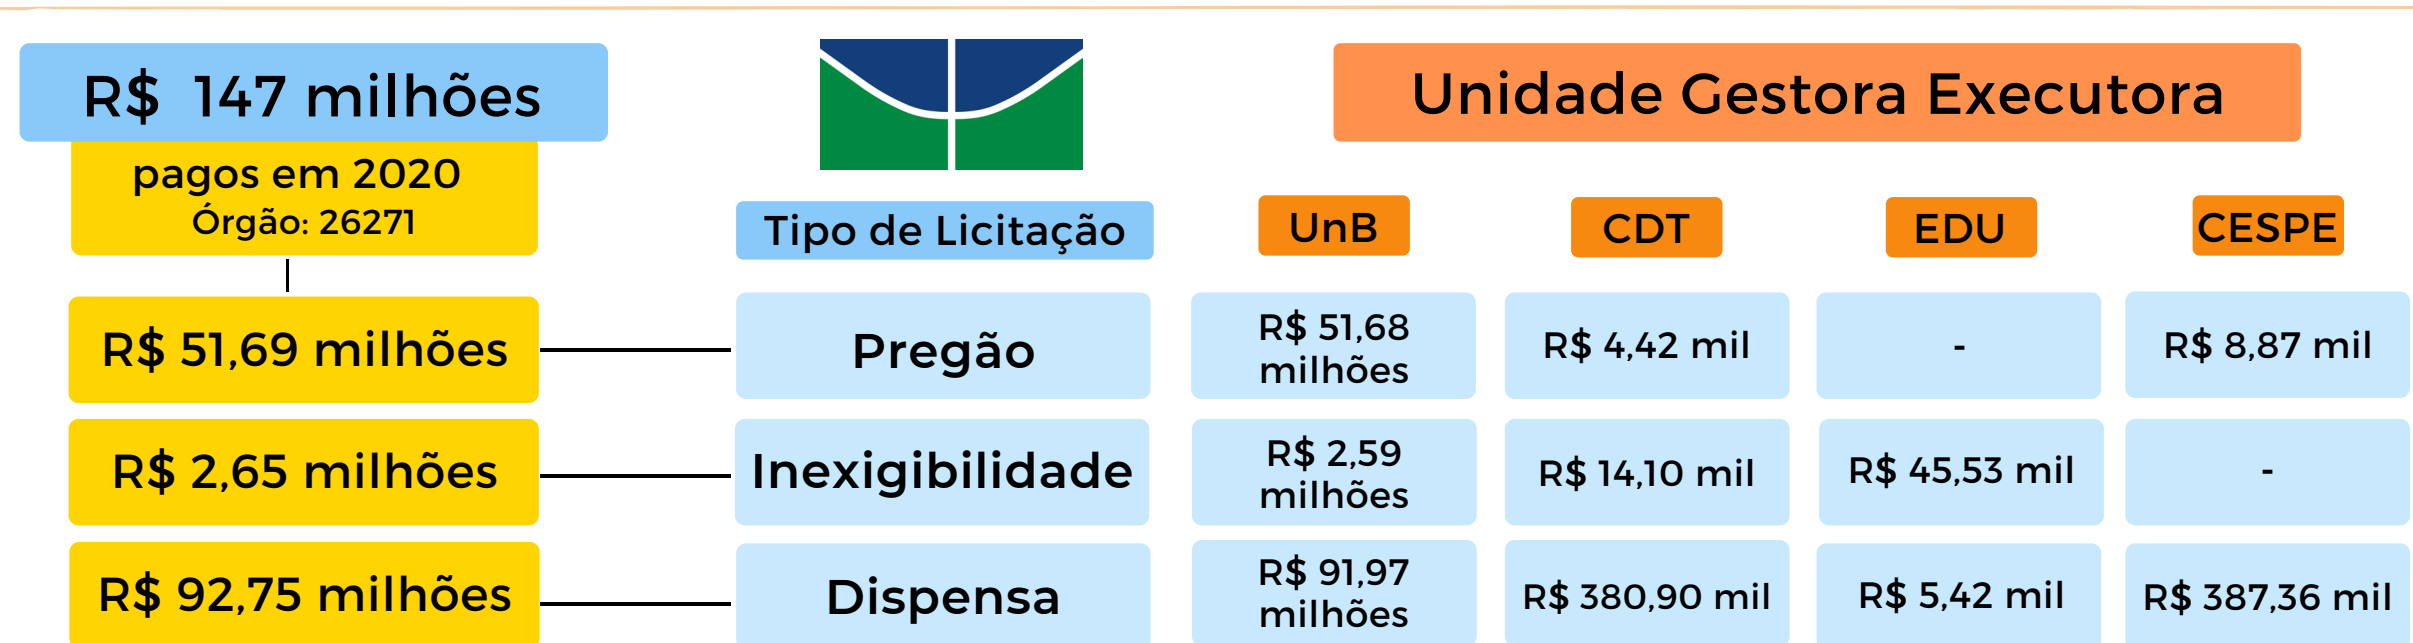 R$ 147 milhões
pagos em 2020
Órgão: 26271
Unidade Gestora Executora
Tipo de Licitação
UnB
CDT
EDU
CESPE
R$ 51,69 milhões
Pregão
R$ 51,68
milhões
R$ 4,42 mil
-
R$ 8,87 mil
R$ 2,65 milhões
Inexigibilidade
R$ 2,59
milhões
R$ 14,10 mil
R$ 45,53 mil
-
R$ 92,75 milhões
Dispensa
R$ 91,97
milhões
R$ 380,90 mil
R$ 5,42 mil
R$ 387,36 mil